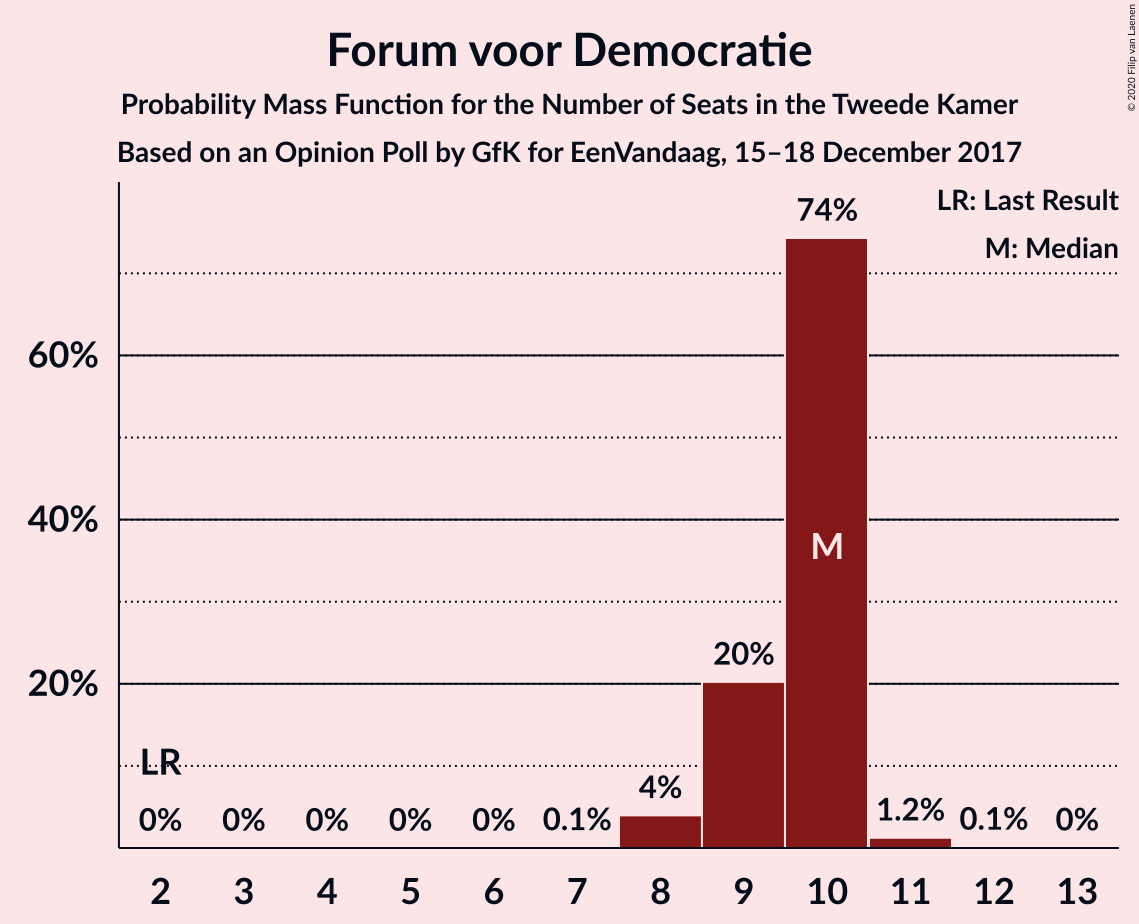 Forum voor Democratie
Probability Mass Function for the Number of Seats in the Tweede Kamer
Based on an Opinion Poll by GfK for EenVandaag, 15–18 December 2017
© 2020 Filip van Laenen
LR: Last Result
M: Median
74%
60%
40%
M
20%
20%
LR
4%
0% 0% 0% 0% 0% 0.1% 1.2% 0.1% 0%
2 3 4 5 6 7 8 9 10 11 12 13